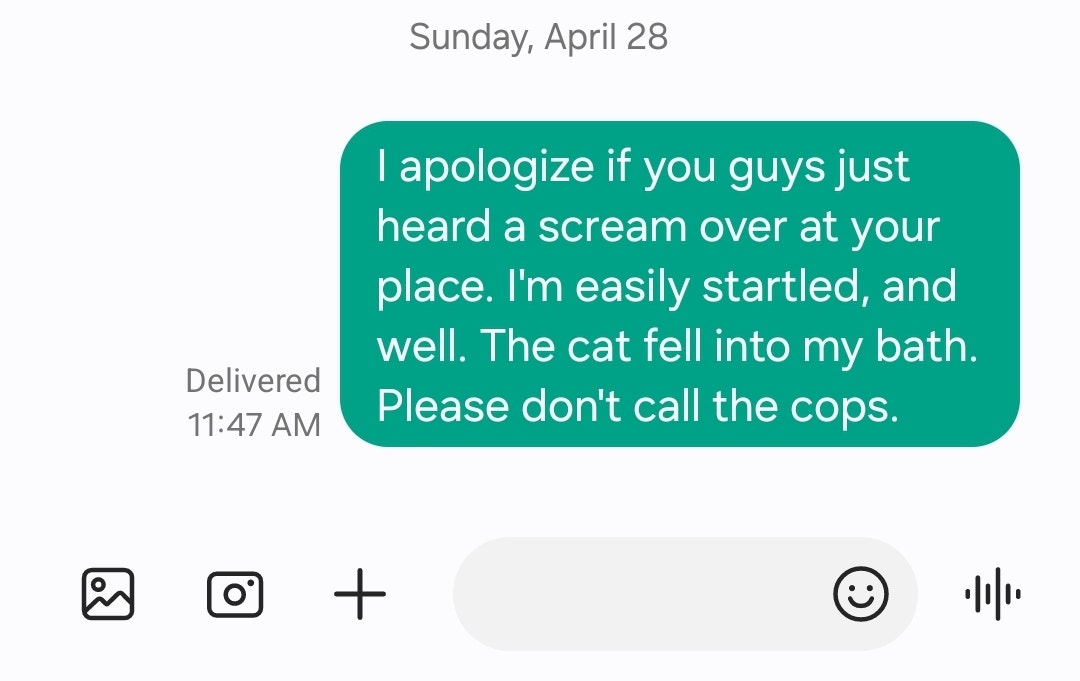 Sunday, April 28
I apologize if you guys just
heard a scream over at your
place. I'm easily startled, and
well. The cat fell into my bath.
Please don't call the cops.
Delivered
11:47 AM